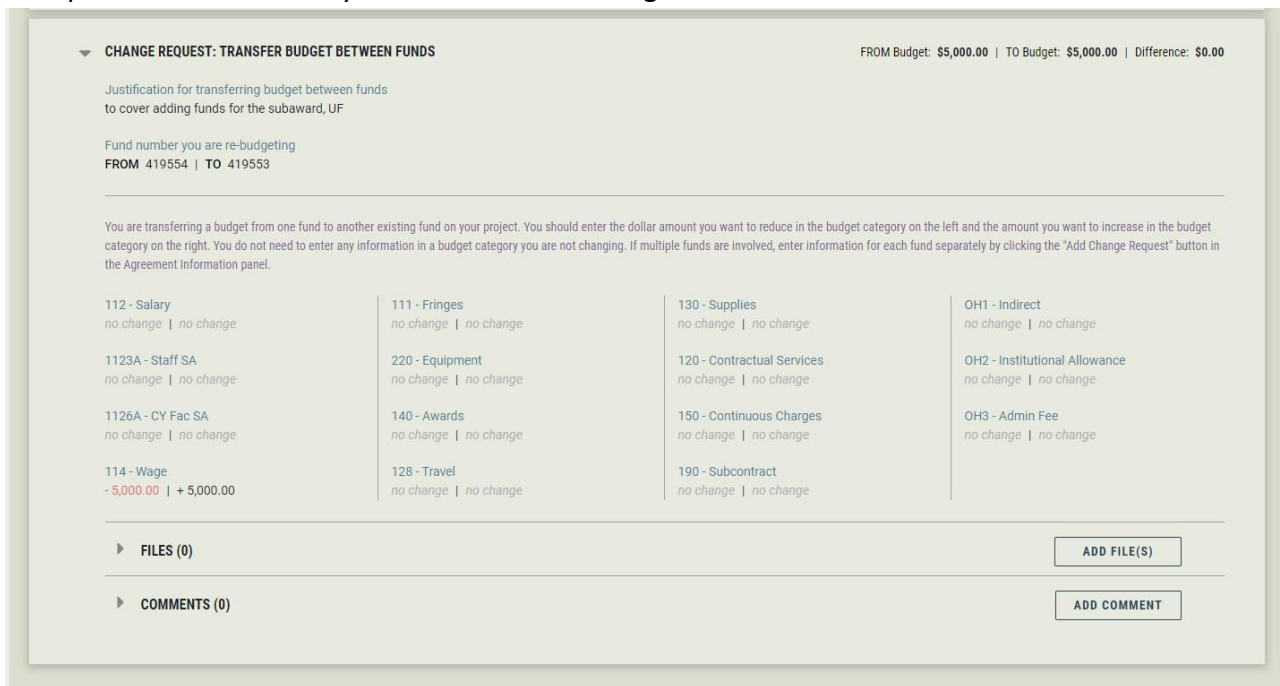 CHANGE REQUEST: TRANSFER BUDGET BETWEEN FUNDS
FROM Budget: $5,000.00 | TO Budget: $5,000.00 | Difference: $0.00
Justification for transferring budget between funds
to cover adding funds for the subaward, UF
Fund number you are re-budgeting
FROM 419554 | TO 419553
You are transferring a budget from one fund to another existing fund on your project. You should enter the dollar amount you want to reduce in the budget category on the left and the amount you want to increase in the budget
category on the right. You do not need to enter any information in a budget category you are not changing. If multiple funds are involved, enter information for each fund separately by clicking the "Add Change Request" button in
the Agreement Information panel.
112 - Salary
no change | no change
1123A - Staff SA
no change | no change
1126A - CY Fac SA
no change | no change
114 - Wage
- 5,000.00 | + 5,000.00
111 - Fringes
no change | no change
220 - Equipment
no change | no change
140 - Awards
no change | no change
128 - Travel
no change | no change
130 - Supplies
no change | no change
120 - Contractual Services
no change | no change
150 - Continuous Charges
no change | no change
190 - Subcontract
no change | no change
OH1 - Indirect
no change | no change
OH2 - Institutional Allowance
no change | no change
OH3 - Admin Fee
no change | no change
FILES (0)
ADD FILE(S)
COMMENTS (0)
ADD COMMENT